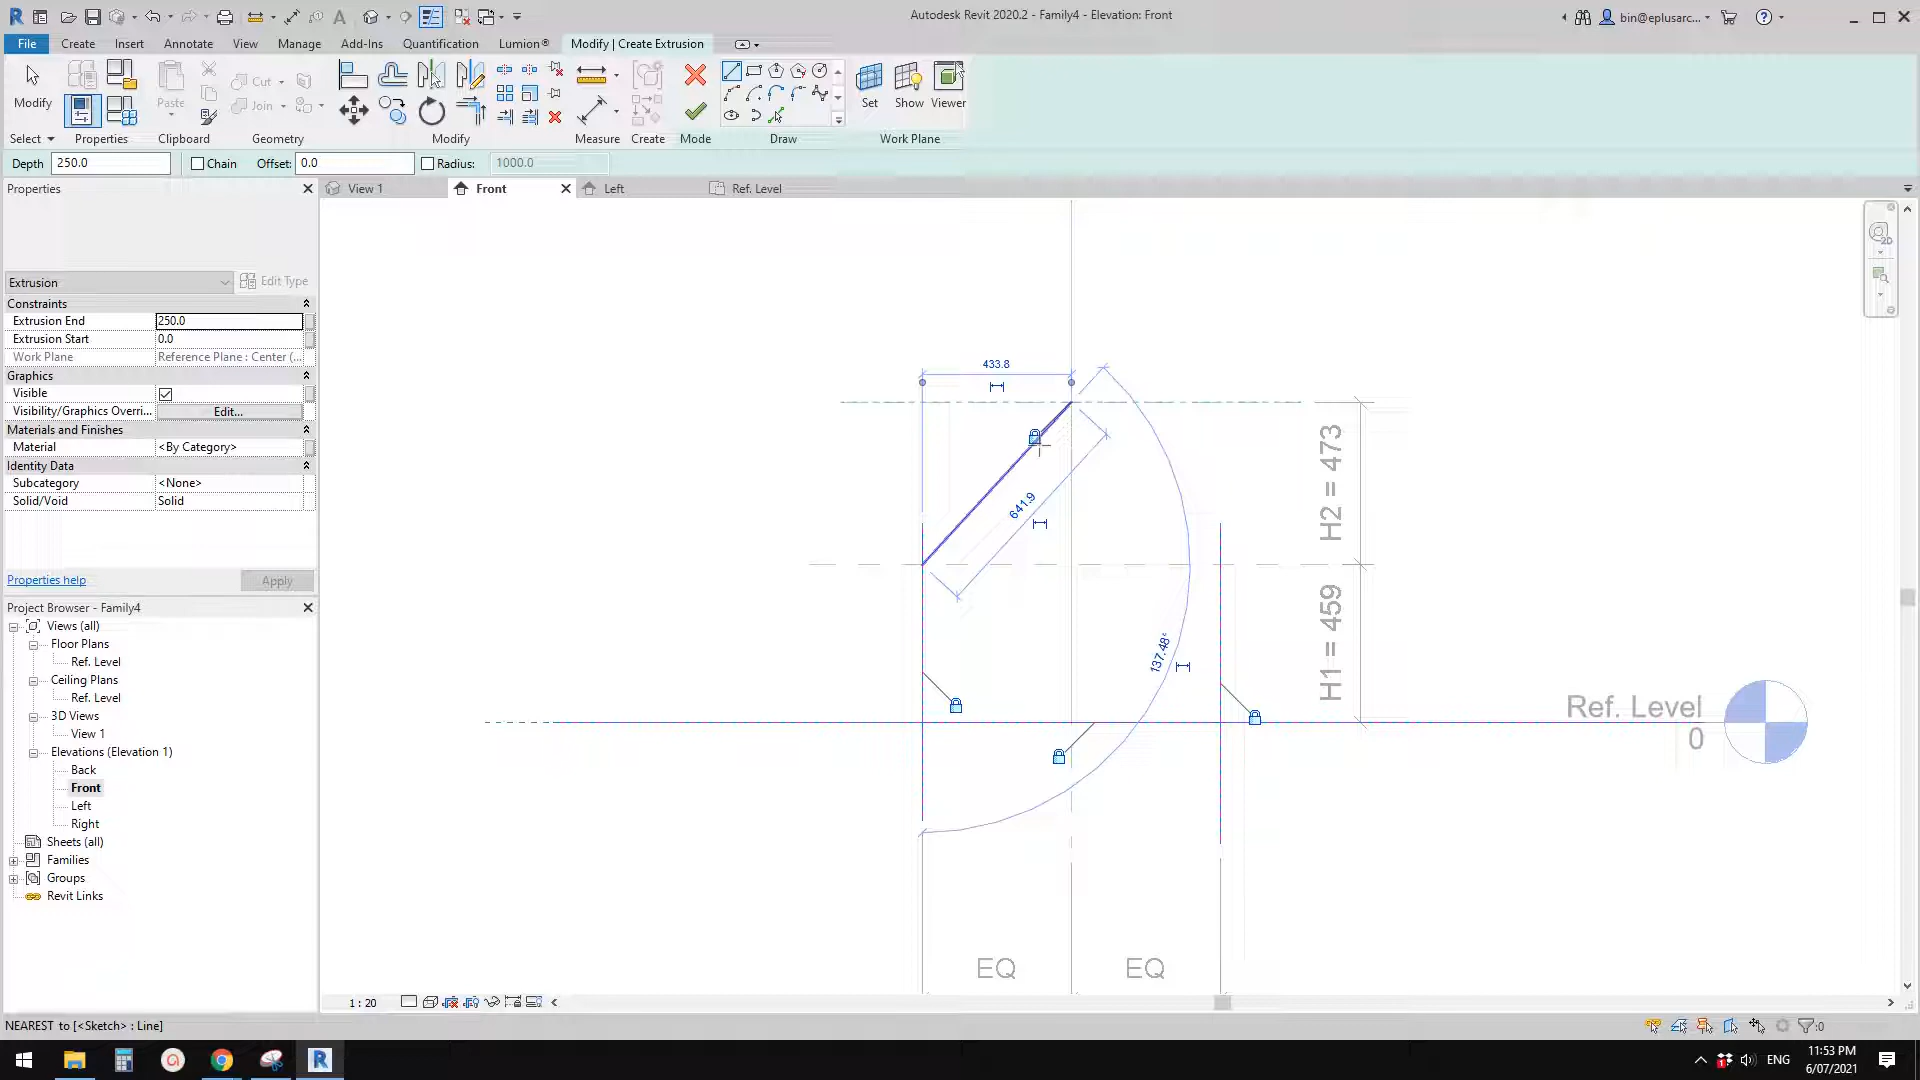 Autodesk Revit 2020.2 - Family4 - Elevation: Front
bin@eplusarc...
File Create Insert Annotate View Manage Add-Ins Quantification Lumion® Modify | Create Extrusion
Modify
Paste
Cut
Join
Set Show Viewer
Select Properties Clipboard Geometry Modify Measure Create Mode Draw Work Plane
Depth 250.0 Chain Offset: 0.0 Radius: 1000.0
Properties
View 1 Front Left Ref. Level
Extrusion
Edit Type
Constraints
Extrusion End 250.0
Extrusion Start 0.0
Work Plane Reference Plane : Center (...
Graphics
Visible
Visibility/Graphics Overri... Edit...
Materials and Finishes
Material <By Category>
Identity Data
Subcategory <None>
Solid/Void Solid
Properties help Apply
Project Browser - Family4
Views (all)
Floor Plans
Ref. Level
Ceiling Plans
Ref. Level
3D Views
View 1
Elevations (Elevation 1)
Back
Front
Left
Right
Sheets (all)
Families
Groups
Revit Links
433.8
641.9
137.48°
H2 = 473
H1 = 459
Ref. Level
0
EQ EQ
1 : 20
NEAREST to [<Sketch> : Line]
:0
2D
ENG
11:53 PM
6/07/2021